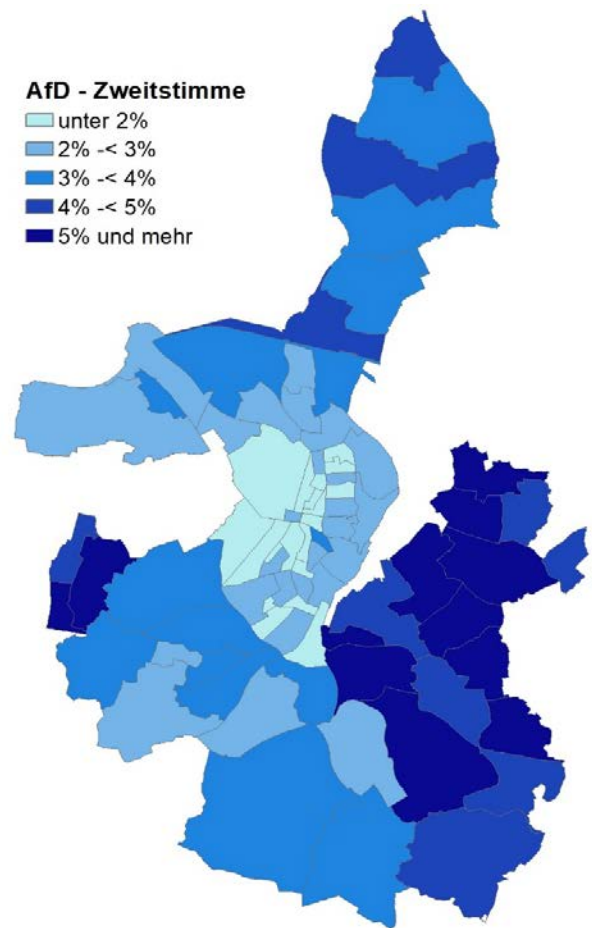 AfD - Zweitstimme
unter 2%
2% -< 3%
3% -< 4%
4% -< 5%
5% und mehr